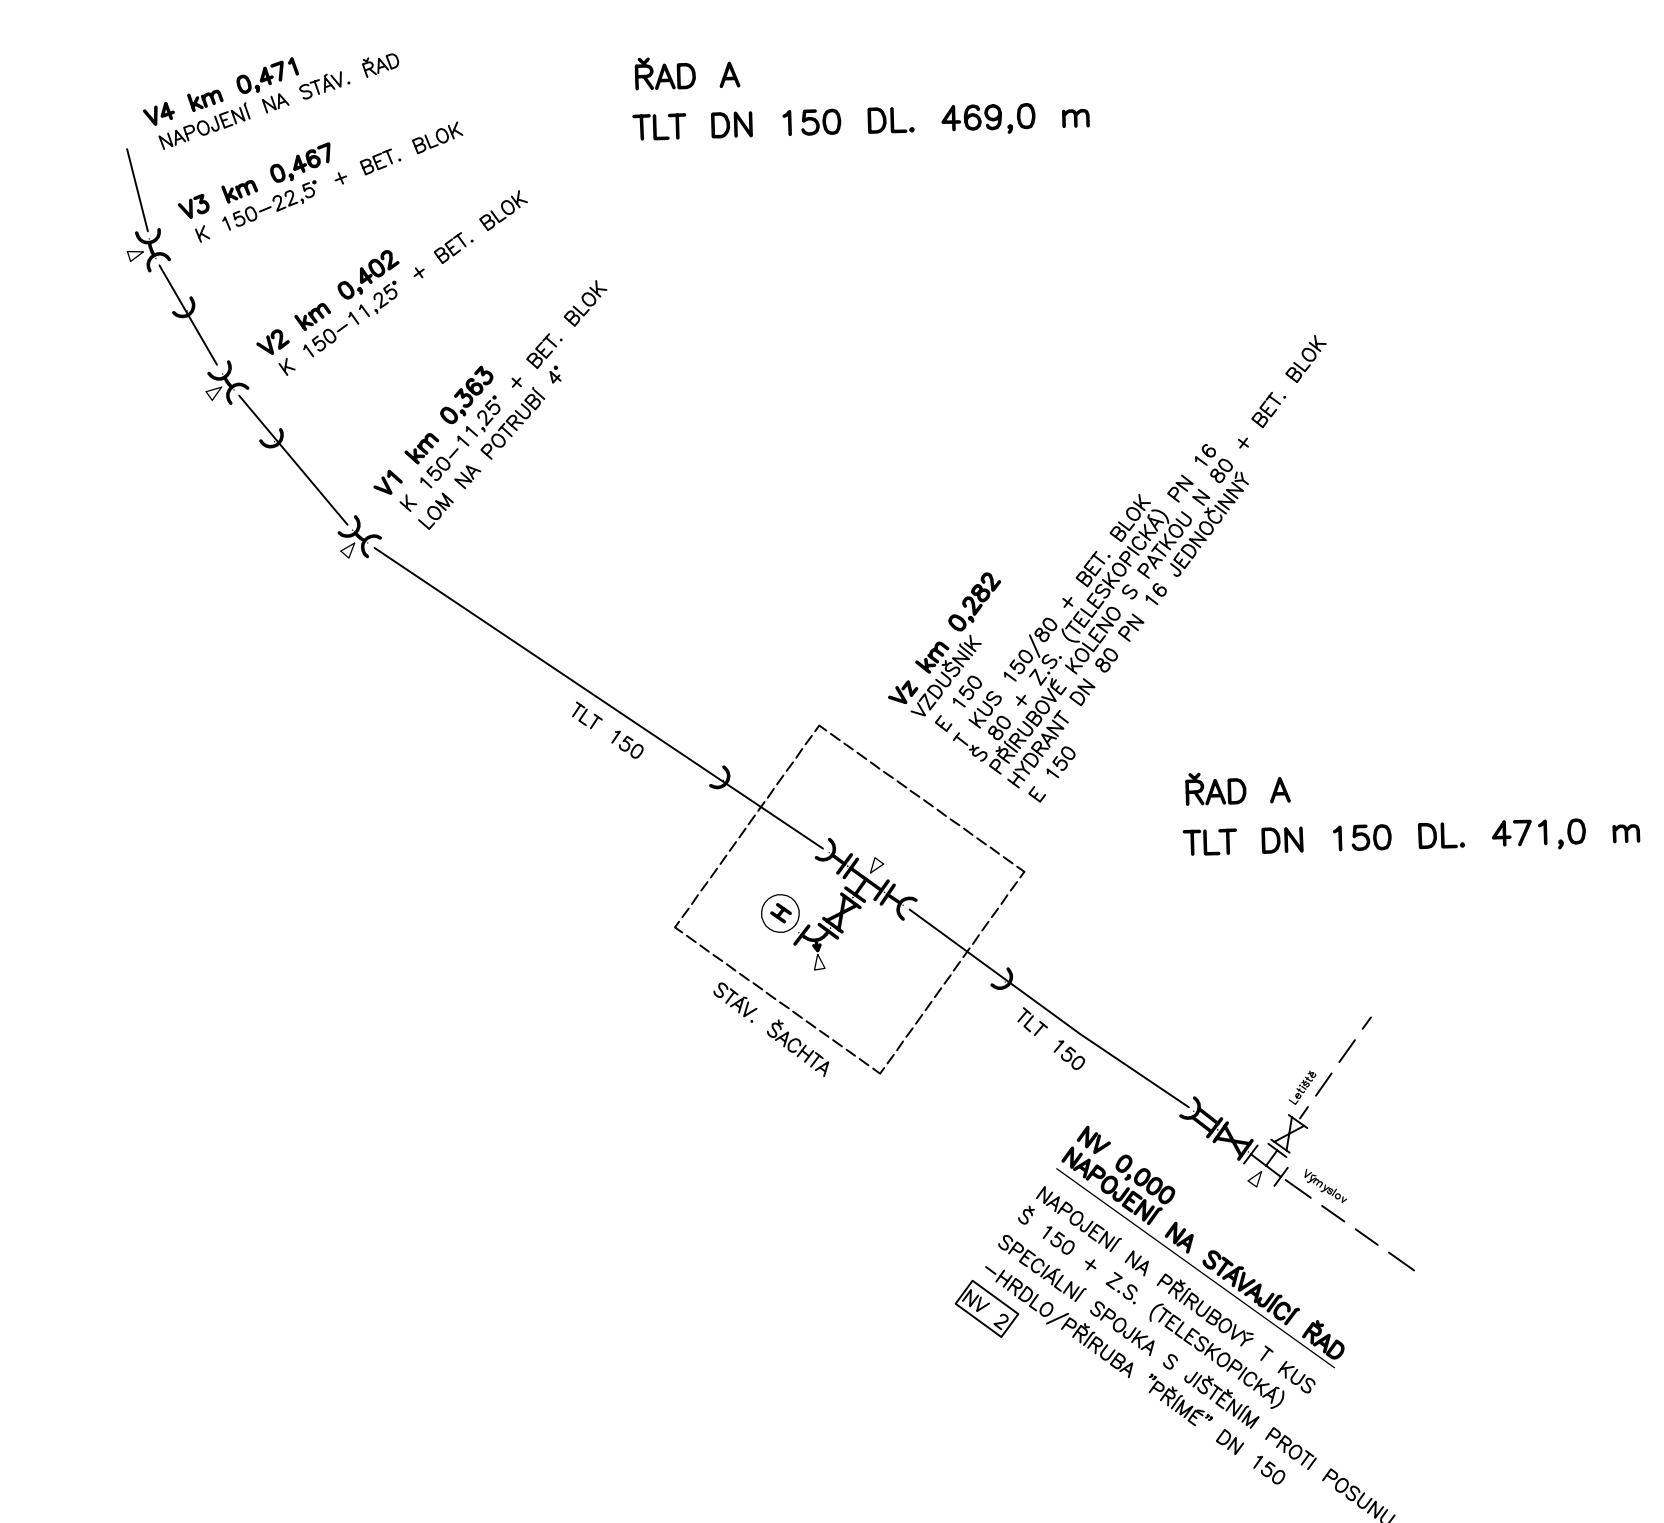 ŘAD A
TLT DN 150 DL. 469,0 m
V4 km 0,471
NAPOJENÍ NA STÁV. ŘAD
V3 km 0,467
K 150-22,5° + BET. BLOK
V2 km 0,402
K 150-11,25° + BET. BLOK
V1 km 0,363
K 150-11,25° + BET. BLOK
LOM NA POTRUBÍ 4°
TLT 150
Vz km 0,282
VZDUŠNÍK
E 150
T KUS 150/80 + BET. BLOK
Š 80 + Z.S. (TELESKOPICKÁ) PN 16
PŘÍRUBOVÉ KOLENO S PATKOU N 80 + BET. BLOK
HYDRANT DN 80 PN 16 JEDNOČINNÝ
E 150
ŘAD A
TLT DN 150 DL. 471,0 m
H
STÁV. ŠACHTA
TLT 150
Letiště
Výmyslov
NV 0,000
NAPOJENÍ NA STÁVAJÍCÍ ŘAD
NAPOJENÍ NA PŘÍRUBOVÝ T KUS
Š 150 + Z.S. (TELESKOPICKÁ)
SPECIÁLNÍ SPOJKA S JIŠTĚNÍM PROTI POSUNU
-HRDLO/PŘÍRUBA "PŘÍMÉ" DN 150
NV 2